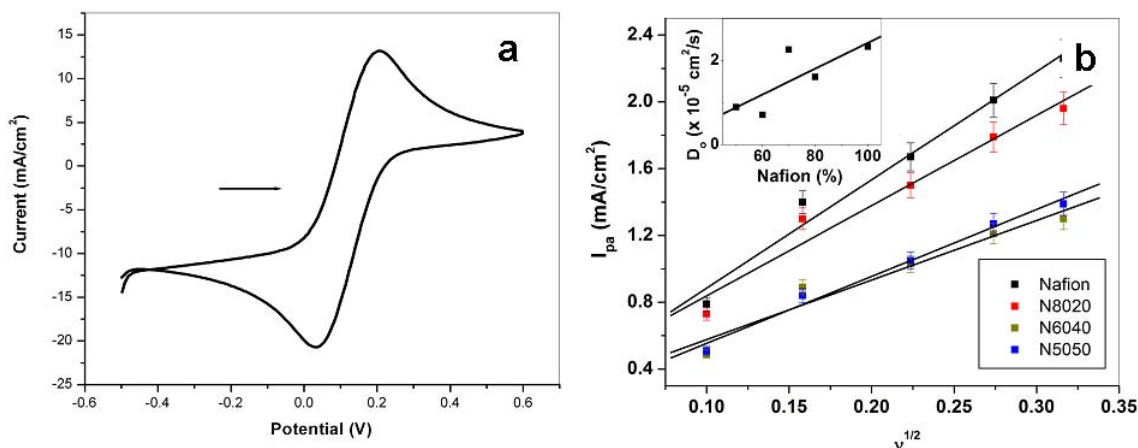 a
15
10
5
0
-5
-10
-15
-20
-25
Current (mA/cm²)
-0.6 -0.4 -0.2 0.0 0.2 0.4 0.6
Potential (V)
b
2.4
2.0
1.6
1.2
0.8
0.4
I_pa (mA/cm²)
2
0
D_o (x 10⁻⁵ cm²/s)
60 80 100
Nafion (%)
Nafion
N8020
N6040
N5050
0.10 0.15 0.20 0.25 0.30 0.35
ν^1/2